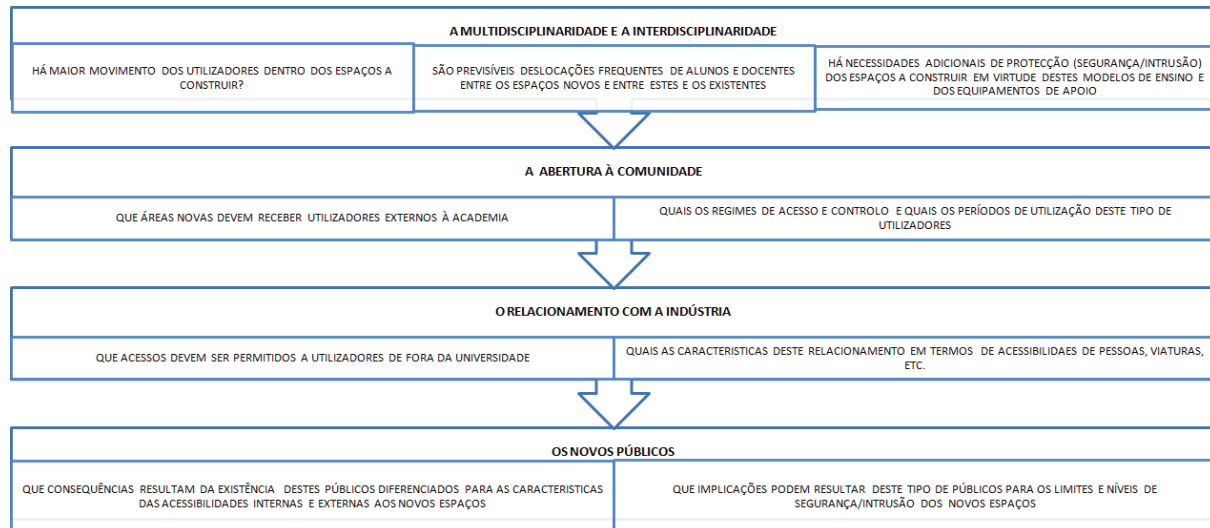 A MULTIDISCIPLINARIDADE E A INTERDISCIPLINARIDADE
HÁ MAIOR MOVIMENTO DOS UTILIZADORES DENTRO DOS ESPAÇOS A
CONSTRUIR?
SÃO PREVISÍVEIS DESLOCAÇÕES FREQUENTES DE ALUNOS E DOCENTES
ENTRE OS ESPAÇOS NOVOS E ENTRE ESTES E OS EXISTENTES
HÁ NECESSIDADES ADICIONAIS DE PROTECÇÃO (SEGURANÇA/INTRUSÃO)
DOS ESPAÇOS A CONSTRUIR EM VIRTUDE DESTES MODELOS DE ENSINO E
DOS EQUIPAMENTOS DE APOIO
A ABERTURA À COMUNIDADE
QUE ÁREAS NOVAS DEVEM RECEBER UTILIZADORES EXTERNOS À ACADEMIA
QUAIS OS REGIMES DE ACESSO E CONTROLO E QUAIS OS PERÍODOS DE UTILIZAÇÃO DESTE TIPO DE
UTILIZADORES
O RELACIONAMENTO COM A INDÚSTRIA
QUE ACESSOS DEVEM SER PERMITIDOS A UTILIZADORES DE FORA DA UNIVERSIDADE
QUAIS AS CARACTERISTICAS DESTE RELACIONAMENTO EM TERMOS DE ACESSIBILIDAES DE PESSOAS, VIATURAS,
ETC.
OS NOVOS PÚBLICOS
QUE CONSEQUÊNCIAS RESULTAM DA EXISTÊNCIA DESTES PÚBLICOS DIFERENCIADOS PARA AS CARACTERISTICAS
DAS ACESSIBILIDADES INTERNAS E EXTERNAS AOS NOVOS ESPAÇOS
QUE IMPLICAÇÕES PODEM RESULTAR DESTE TIPO DE PÚBLICOS PARA OS LIMITES E NÍVEIS DE
SEGURANÇA/INTRUSÃO DOS NOVOS ESPAÇOS